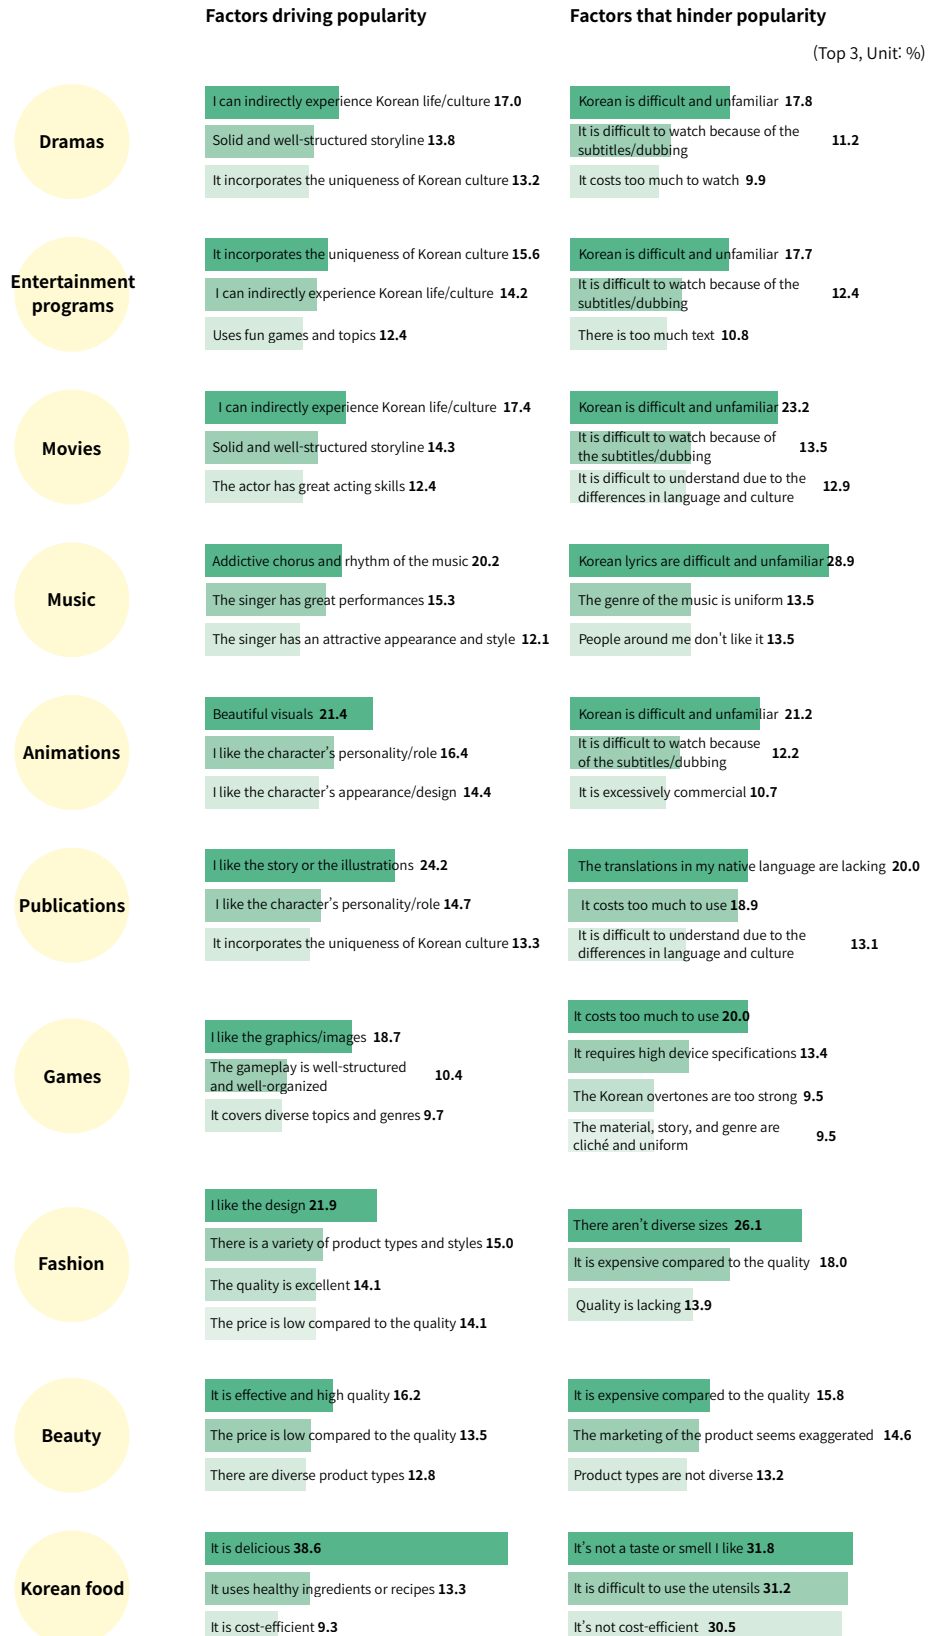 Factors driving popularity
Factors that hinder popularity
(Top 3, Unit: %)
Dramas
I can indirectly experience Korean life/culture 17.0
Solid and well-structured storyline 13.8
It incorporates the uniqueness of Korean culture 13.2
Korean is difficult and unfamiliar 17.8
It is difficult to watch because of the
subtitles/dubbing
11.2
It costs too much to watch 9.9
Entertainment
programs
It incorporates the uniqueness of Korean culture 15.6
I can indirectly experience Korean life/culture 14.2
Uses fun games and topics 12.4
Korean is difficult and unfamiliar 17.7
It is difficult to watch because of the
subtitles/dubbing
12.4
There is too much text 10.8
Movies
I can indirectly experience Korean life/culture 17.4
Solid and well-structured storyline 14.3
The actor has great acting skills 12.4
Korean is difficult and unfamiliar 23.2
It is difficult to watch because of
the subtitles/dubbing
13.5
It is difficult to understand due to the
differences in language and culture
12.9
Music
Addictive chorus and rhythm of the music 20.2
The singer has great performances 15.3
The singer has an attractive appearance and style 12.1
Korean lyrics are difficult and unfamiliar 28.9
The genre of the music is uniform 13.5
People around me don't like it 13.5
Animations
Beautiful visuals 21.4
I like the character's personality/role 16.4
I like the character's appearance/design 14.4
Korean is difficult and unfamiliar 21.2
It is difficult to watch because
of the subtitles/dubbing
12.2
It is excessively commercial 10.7
Publications
I like the story or the illustrations 24.2
I like the character's personality/role 14.7
It incorporates the uniqueness of Korean culture 13.3
The translations in my native language are lacking 20.0
It costs too much to use 18.9
It is difficult to understand due to the
differences in language and culture
13.1
Games
I like the graphics/images 18.7
The gameplay is well-structured
and well-organized
10.4
It covers diverse topics and genres 9.7
It costs too much to use 20.0
It requires high device specifications 13.4
The Korean overtones are too strong 9.5
The material, story, and genre are
cliché and uniform
9.5
Fashion
I like the design 21.9
There is a variety of product types and styles 15.0
The quality is excellent 14.1
The price is low compared to the quality 14.1
There aren't diverse sizes 26.1
It is expensive compared to the quality 18.0
Quality is lacking 13.9
Beauty
It is effective and high quality 16.2
The price is low compared to the quality 13.5
There are diverse product types 12.8
It is expensive compared to the quality 15.8
The marketing of the product seems exaggerated 14.6
Product types are not diverse 13.2
Korean food
It is delicious 38.6
It uses healthy ingredients or recipes 13.3
It is cost-efficient 9.3
It's not a taste or smell I like 31.8
It is difficult to use the utensils 31.2
It's not cost-efficient 30.5